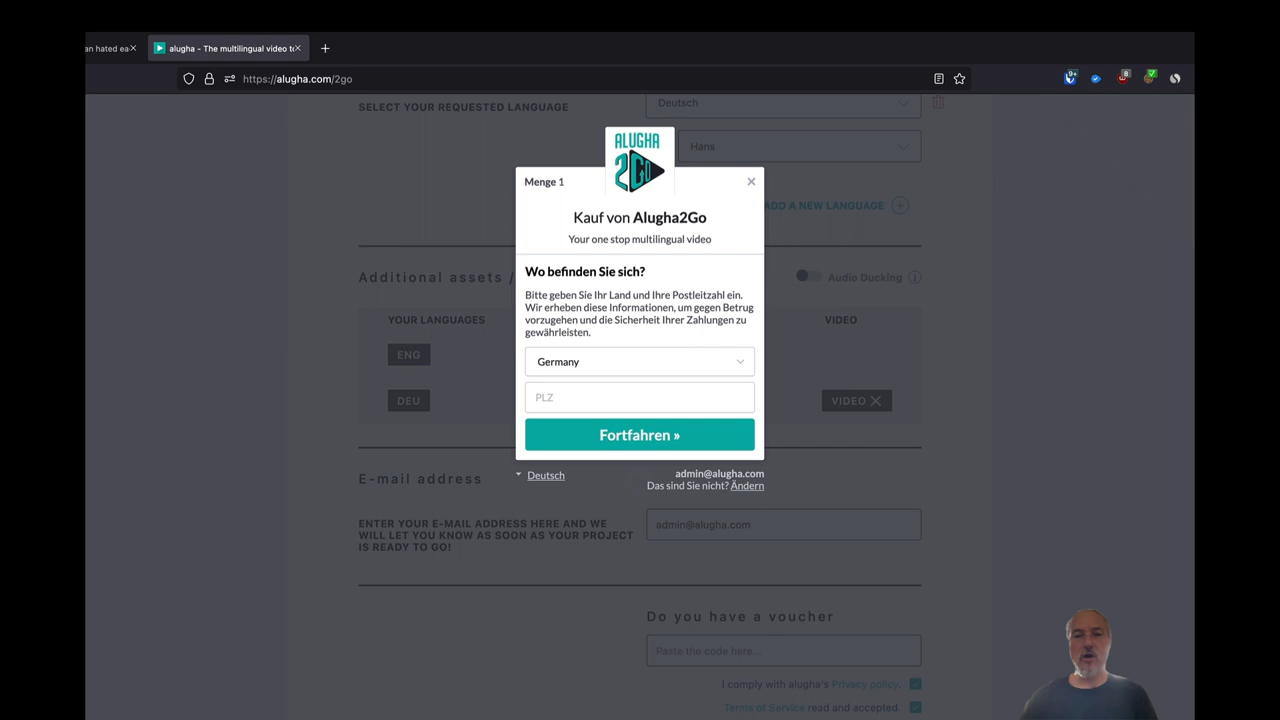 an hated ea
alugha - The multilingual video to
https://alugha.com/2go
9+
8
SELECT YOUR REQUESTED LANGUAGE
Deutsch
Hans
ADD A NEW LANGUAGE
ALUGHA
2GO
Menge 1
Kauf von Alugha2Go
Your one stop multilingual video
Additional assets /
Audio Ducking
Wo befinden Sie sich?
Bitte geben Sie Ihr Land und Ihre Postleitzahl ein.
Wir erheben diese Informationen, um gegen Betrug
vorzugehen und die Sicherheit Ihrer Zahlungen zu
gewährleisten.
YOUR LANGUAGES
VIDEO
ENG
Germany
DEU
PLZ
VIDEO
Fortfahren »
E-mail address
Deutsch
admin@alugha.com
Das sind Sie nicht? Ändern
ENTER YOUR E-MAIL ADDRESS HERE AND WE
WILL LET YOU KNOW AS SOON AS YOUR PROJECT
IS READY TO GO!
admin@alugha.com
Do you have a voucher
Paste the code here...
I comply with alugha's Privacy policy.
Terms of Service read and accepted.